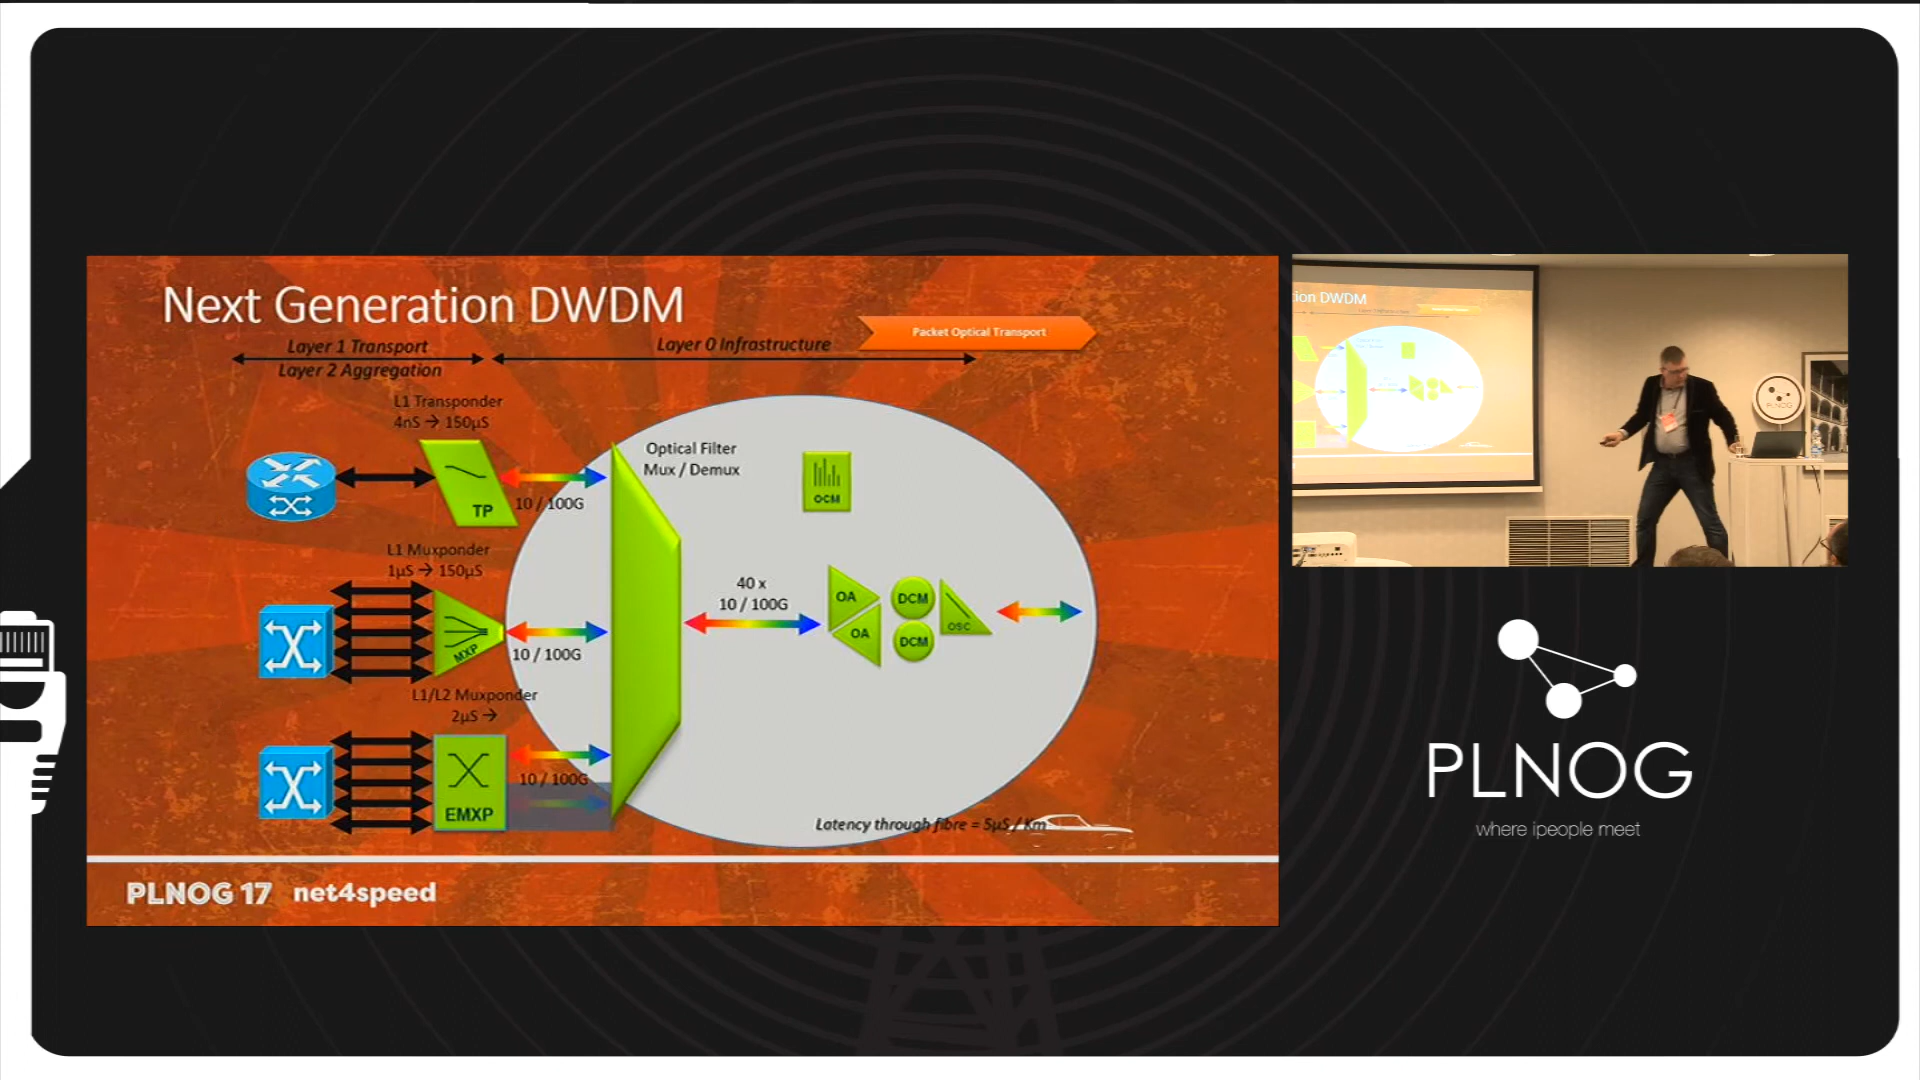 Next Generation DWDM
Packet Optical Transport
Layer 1 Transport
Layer 2 Aggregation
Layer 0 Infrastructure
L1 Transponder
4nS → 150µS
TP
10 / 100G
Optical Filter
Mux / Demux
OCM
L1 Muxponder
1µS → 150µS
MXP
10 / 100G
40 x
10 / 100G
OA
OA
DCM
DCM
OSC
L1/L2 Muxponder
2µS →
EMXP
10 / 100G
Latency through fibre = 5µS / Km
PLNOG 17 net4speed
ion DWDM
PLNOG
PLNOG
where ipeople meet